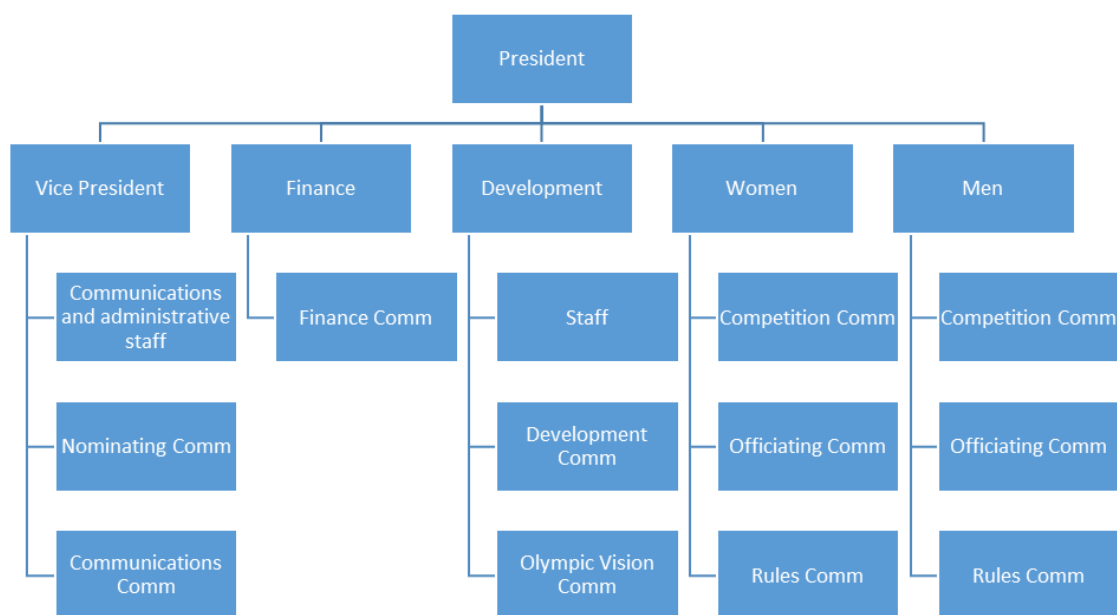 President
Vice President
Finance
Development
Women
Men
Communications
and administrative
staff
Finance Comm
Staff
Competition Comm
Competition Comm
Nominating Comm
Development
Comm
Officiating Comm
Officiating Comm
Communications
Comm
Olympic Vision
Comm
Rules Comm
Rules Comm